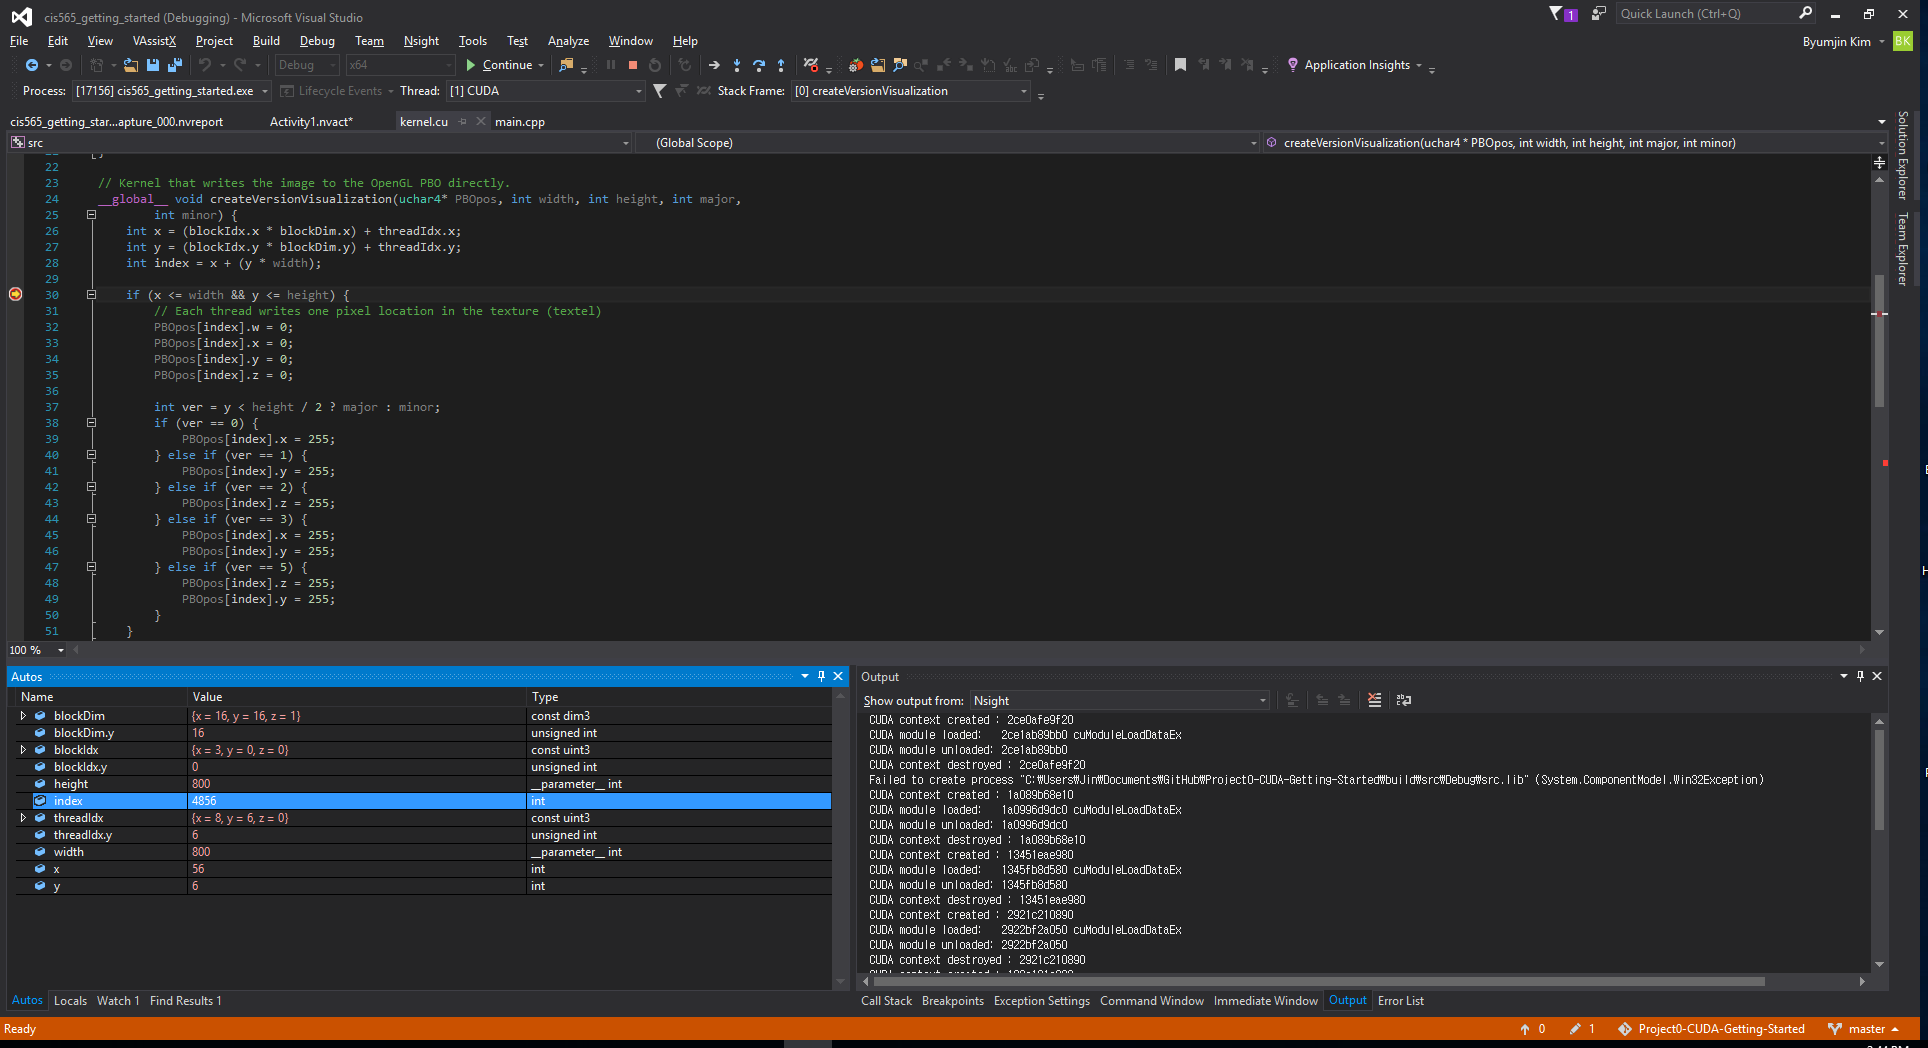 cis565_getting_started (Debugging) - Microsoft Visual Studio
1
Quick Launch (Ctrl+Q)
File Edit View VAssistX Project Build Debug Team Nsight Tools Test Analyze Window Help
Byumjin Kim BK
Debug x64 Continue Application Insights
Process: [17156] cis565_getting_started.exe Lifecycle Events Thread: [1] CUDA Stack Frame: [0] createVersionVisualization
cis565_getting_star...apture_000.nvreport Activity1.nvact* kernel.cu main.cpp
src (Global Scope) createVersionVisualization(uchar4 * PBOpos, int width, int height, int major, int minor)
Solution Explorer
Team Explorer
22
23 // Kernel that writes the image to the OpenGL PBO directly.
24 __global__ void createVersionVisualization(uchar4* PBOpos, int width, int height, int major,
25 int minor) {
26 int x = (blockIdx.x * blockDim.x) + threadIdx.x;
27 int y = (blockIdx.y * blockDim.y) + threadIdx.y;
28 int index = x + (y * width);
29
30 if (x <= width && y <= height) {
31 // Each thread writes one pixel location in the texture (textel)
32 PBOpos[index].w = 0;
33 PBOpos[index].x = 0;
34 PBOpos[index].y = 0;
35 PBOpos[index].z = 0;
36
37 int ver = y < height / 2 ? major : minor;
38 if (ver == 0) {
39 PBOpos[index].x = 255;
40 } else if (ver == 1) {
41 PBOpos[index].y = 255;
42 } else if (ver == 2) {
43 PBOpos[index].z = 255;
44 } else if (ver == 3) {
45 PBOpos[index].x = 255;
46 PBOpos[index].y = 255;
47 } else if (ver == 5) {
48 PBOpos[index].z = 255;
49 PBOpos[index].y = 255;
50 }
51 }
100 %
Autos
Name Value Type
blockDim {x = 16, y = 16, z = 1} const dim3
blockDim.y 16 unsigned int
blockIdx {x = 3, y = 0, z = 0} const uint3
blockIdx.y 0 unsigned int
height 800 __parameter__ int
index 4856 int
threadIdx {x = 8, y = 6, z = 0} const uint3
threadIdx.y 6 unsigned int
width 800 __parameter__ int
x 56 int
y 6 int
Autos Locals Watch 1 Find Results 1
Output
Show output from: Nsight
CUDA context created : 2ce0afe9f20
CUDA module loaded: 2ce1ab89bb0 cuModuleLoadDataEx
CUDA module unloaded: 2ce1ab89bb0
CUDA context destroyed : 2ce0afe9f20
Failed to create process "C:₩Users₩Jin₩Documents₩GitHub₩Project0-CUDA-Getting-Started₩build₩src₩Debug₩src.lib" (System.ComponentModel.Win32Exception)
CUDA context created : 1a089b68e10
CUDA module loaded: 1a0996d9dc0 cuModuleLoadDataEx
CUDA module unloaded: 1a0996d9dc0
CUDA context destroyed : 1a089b68e10
CUDA context created : 13451eae980
CUDA module loaded: 1345fb8d580 cuModuleLoadDataEx
CUDA module unloaded: 1345fb8d580
CUDA context destroyed : 13451eae980
CUDA context created : 2921c210890
CUDA module loaded: 2922bf2a050 cuModuleLoadDataEx
CUDA module unloaded: 2922bf2a050
CUDA context destroyed : 2921c210890
Call Stack Breakpoints Exception Settings Command Window Immediate Window Output Error List
Ready 0 1 Project0-CUDA-Getting-Started master